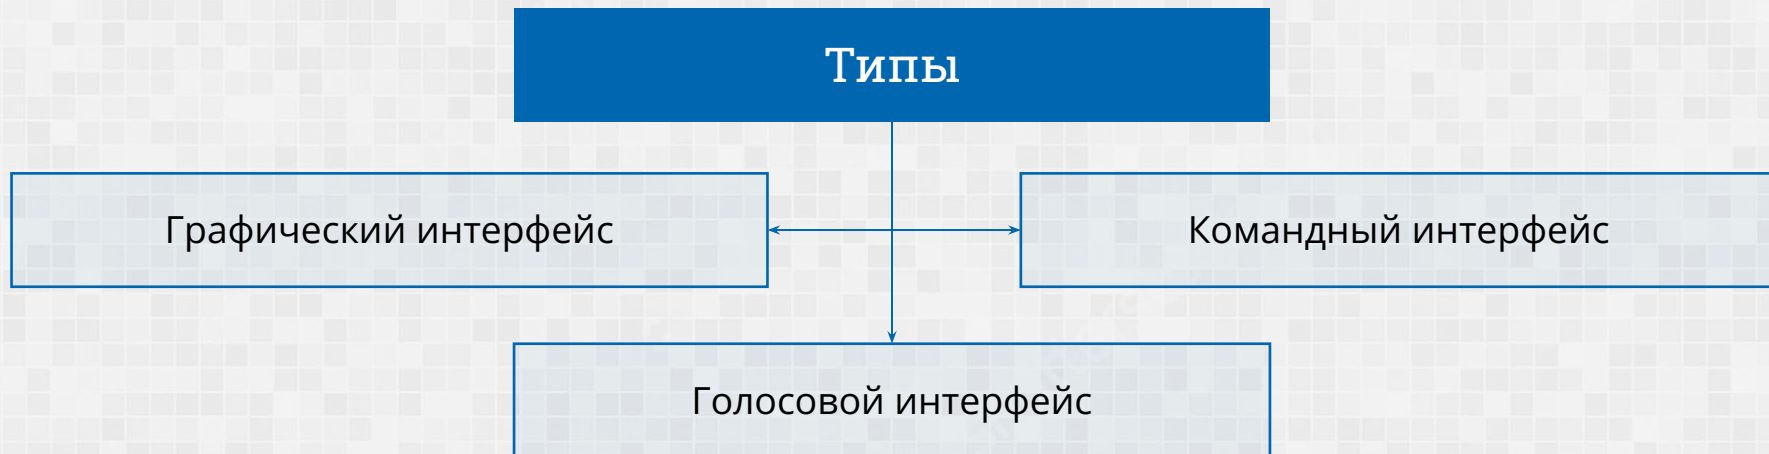 Типы
Графический интерфейс
Командный интерфейс
Голосовой интерфейс